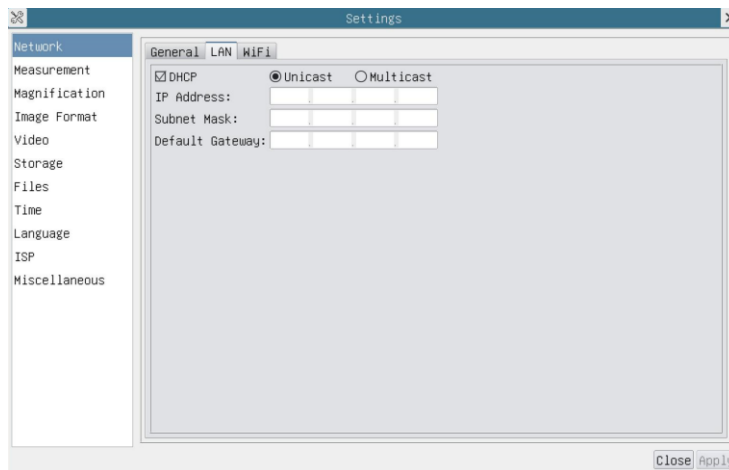 Settings
Network
Measurement
Magnification
Image Format
Video
Storage
Files
Time
Language
ISP
Miscellaneous
General LAN WiFi
DHCP Unicast Multicast
IP Address:
Subnet Mask:
Default Gateway:
Close Apply